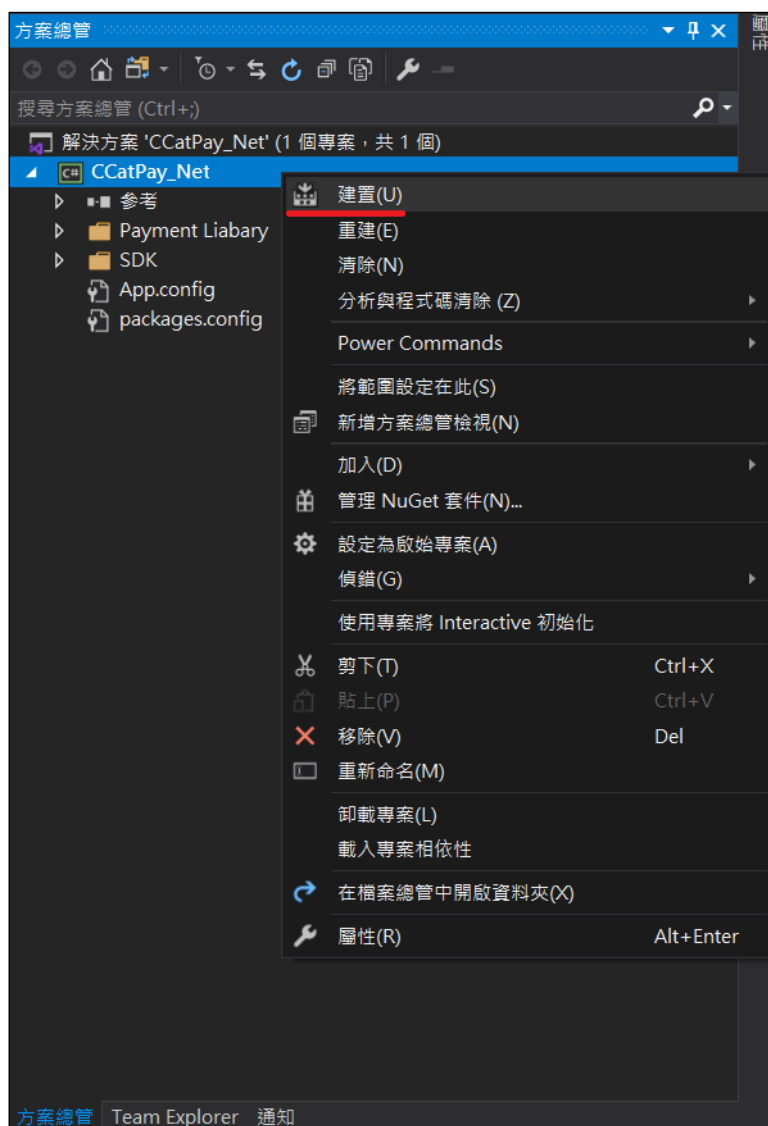 方案總管
屬性
搜尋方案總管 (Ctrl+;)
解決方案 'CCatPay_Net' (1 個專案，共 1 個)
C# CCatPay_Net
參考
Payment Liabary
SDK
App.config
packages.config
建置(U)
重建(E)
清除(N)
分析與程式碼清除 (Z)
Power Commands
將範圍設定在此(S)
新增方案總管檢視(N)
加入(D)
管理 NuGet 套件(N)...
設定為啟始專案(A)
偵錯(G)
使用專案將 Interactive 初始化
剪下(T) Ctrl+X
貼上(P) Ctrl+V
移除(V) Del
重新命名(M)
卸載專案(L)
載入專案相依性
在檔案總管中開啟資料夾(X)
屬性(R) Alt+Enter
方案總管 Team Explorer 通知